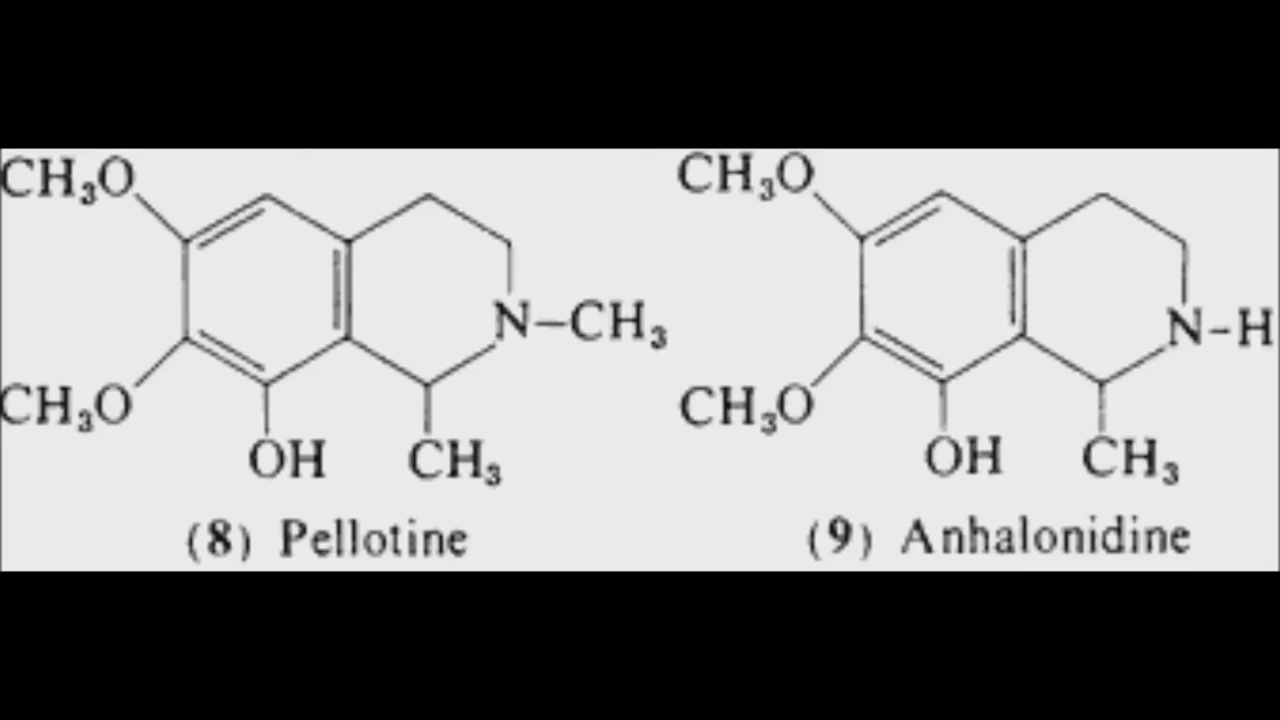 CH₃O CH₃O
N–CH₃ N–H
CH₃O CH₃O
OH CH₃ OH CH₃
(8) Pellotine (9) Anhalonidine